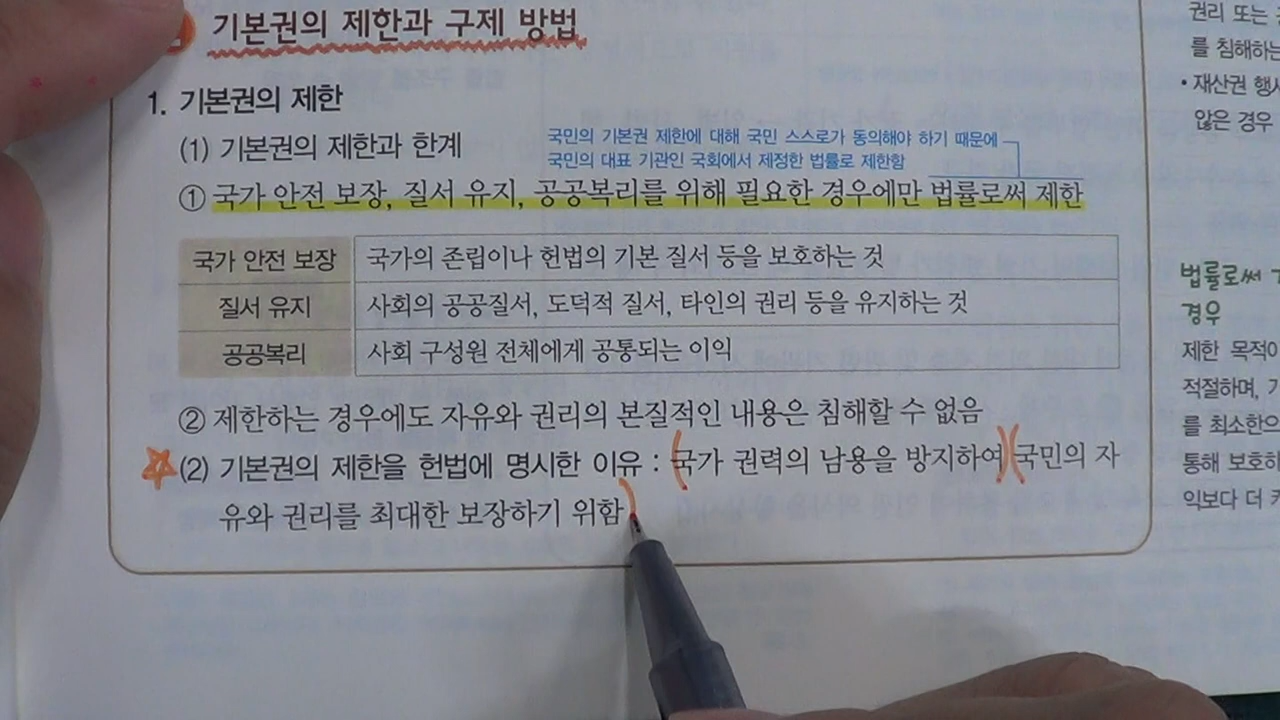 기본권의 제한과 구제 방법
1. 기본권의 제한
(1) 기본권의 제한과 한계
국민의 기본권 제한에 대해 국민 스스로가 동의해야 하기 때문에
국민의 대표 기관인 국회에서 제정한 법률로 제한함
① 국가 안전 보장, 질서 유지, 공공복리를 위해 필요한 경우에만 법률로써 제한
국가 안전 보장 국가의 존립이나 헌법의 기본 질서 등을 보호하는 것
질서 유지 사회의 공공질서, 도덕적 질서, 타인의 권리 등을 유지하는 것
공공복리 사회 구성원 전체에게 공통되는 이익
② 제한하는 경우에도 자유와 권리의 본질적인 내용은 침해할 수 없음
(2) 기본권의 제한을 헌법에 명시한 이유 : 국가 권력의 남용을 방지하여 국민의 자
유와 권리를 최대한 보장하기 위함
권리 또는
를 침해하는
• 재산권 행사
않은 경우
법률로써
경우
제한 목적이
적절하며,
를 최소한으
통해 보호하
익보다 더